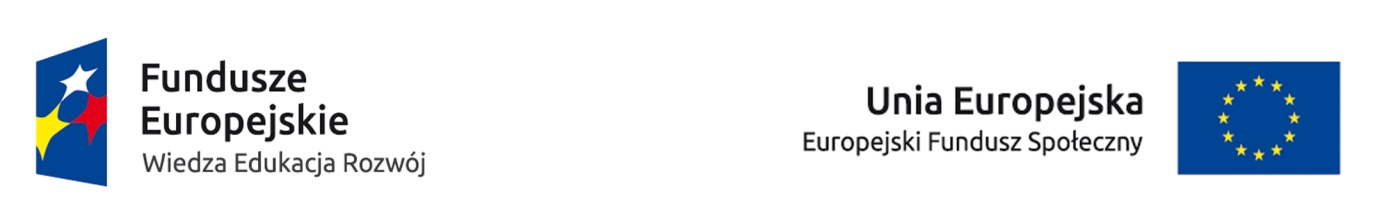 Fundusze
Europejskie
Wiedza Edukacja Rozwój
Unia Europejska
Europejski Fundusz Społeczny